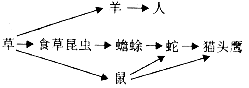 羊 → 人
草 → 食草昆虫 → 蟾蜍 → 蛇 → 猫头鹰
鼠